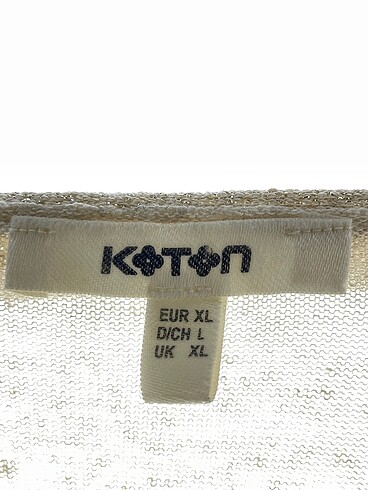 KOTON
EUR XL
D/CH L
UK XL